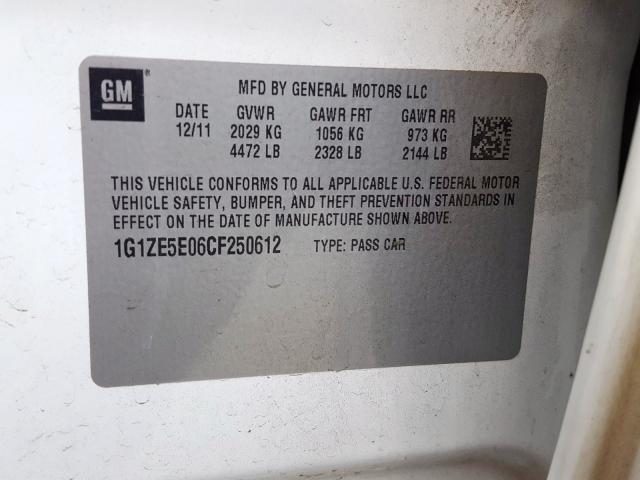 GM ®
MFD BY GENERAL MOTORS LLC
DATE GVWR GAWR FRT GAWR RR
12/11 2029 KG 1056 KG 973 KG
4472 LB 2328 LB 2144 LB
THIS VEHICLE CONFORMS TO ALL APPLICABLE U.S. FEDERAL MOTOR
VEHICLE SAFETY, BUMPER, AND THEFT PREVENTION STANDARDS IN
EFFECT ON THE DATE OF MANUFACTURE SHOWN ABOVE.
1G1ZE5E06CF250612 TYPE: PASS CAR